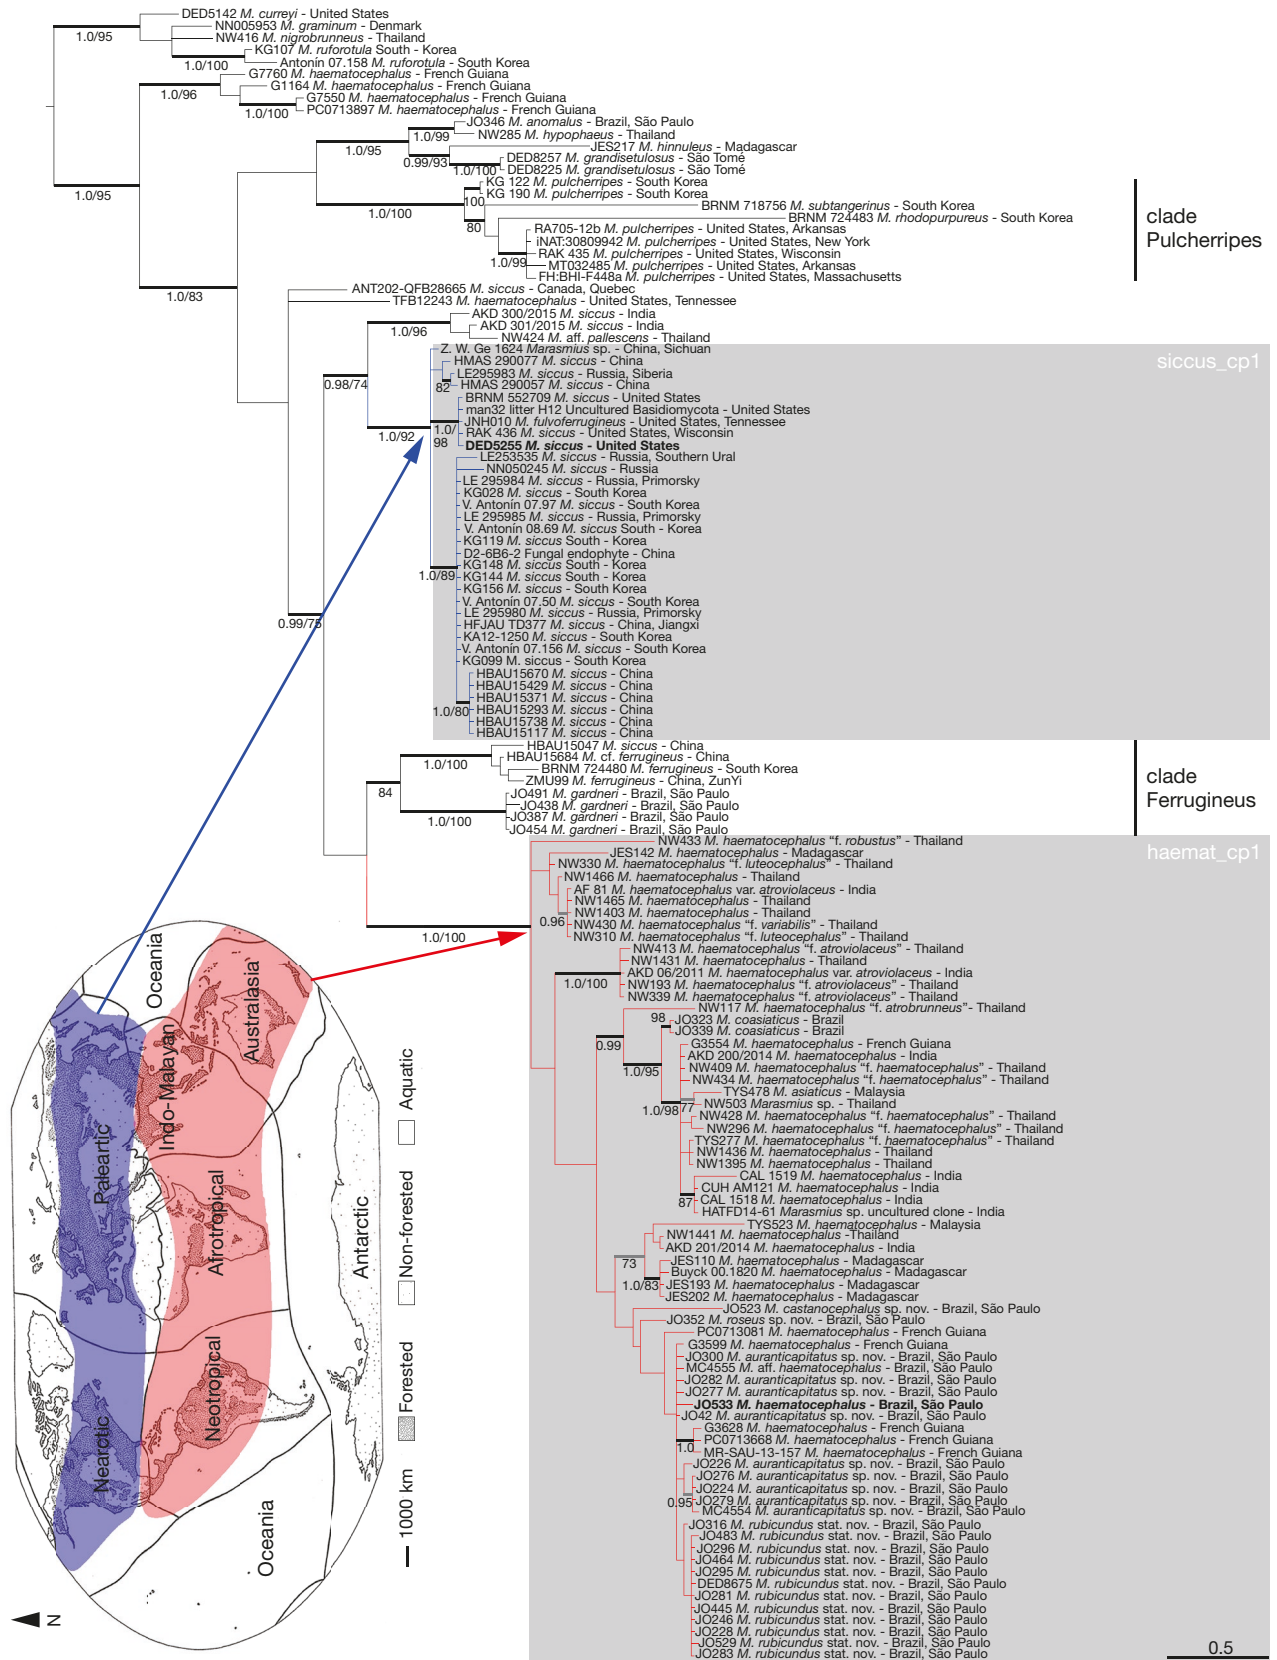 DED5142 M. curreyi - United States
NN005953 M. graminum - Denmark
1.0/95
NW416 M. nigrobrunneus - Thailand
KG107 M. ruforotula South - Korea
Antonín 07.158 M. ruforotula - South Korea
1.0/100
G7760 M. haematocephalus - French Guiana
G1164 M. haematocephalus - French Guiana
1.0/96
G7550 M. haematocephalus - French Guiana
PC0713897 M. haematocephalus - French Guiana
1.0/100
JO346 M. anomalus - Brazil, São Paulo
NW285 M. hypophaeus - Thailand
1.0/99
JES217 M. hinnuleus - Madagascar
1.0/95
DED8257 M. grandisetulosus - São Tomé
0.99/93
DED8225 M. grandisetulosus - São Tomé
1.0/100
KG 122 M. pulcherripes - South Korea
1.0/95
KG 190 M. pulcherripes - South Korea
100
BRNM 718756 M. subtangerinus - South Korea
1.0/100
BRNM 724483 M. rhodopurpureus - South Korea
80
RA705-12b M. pulcherripes - United States, Arkansas
iNAT:30809942 M. pulcherripes - United States, New York
RAK 435 M. pulcherripes - United States, Wisconsin
1.0/99
MT032485 M. pulcherripes - United States, Arkansas
FH:BHI-F448a M. pulcherripes - United States, Massachusetts
clade
Pulcherripes
1.0/83
ANT202-QFB28665 M. siccus - Canada, Quebec
TFB12243 M. haematocephalus - United States, Tennessee
AKD 300/2015 M. siccus - India
AKD 301/2015 M. siccus - India
1.0/96
NW424 M. aff. pallescens - Thailand
siccus_cp1
Z. W. Ge 1624 Marasmius sp. - China, Sichuan
HMAS 290077 M. siccus - China
LE295983 M. siccus - Russia, Siberia
0.98/74
82
HMAS 290057 M. siccus - China
BRNM 552709 M. siccus - United States
man32 litter H12 Uncultured Basidiomycota - United States
JNH010 M. fulvoferrugineus - United States, Tennessee
1.0/
98
RAK 436 M. siccus - United States, Wisconsin
1.0/92
DED5255 M. siccus - United States
LE253535 M. siccus - Russia, Southern Ural
NN050245 M. siccus - Russia
LE 295984 M. siccus - Russia, Primorsky
KG028 M. siccus - South Korea
V. Antonín 07.97 M. siccus - South Korea
LE 295985 M. siccus - Russia, Primorsky
V. Antonín 08.69 M. siccus South - Korea
KG119 M. siccus South - Korea
D2-6B6-2 Fungal endophyte - China
KG148 M. siccus South - Korea
1.0/89
KG144 M. siccus South - Korea
KG156 M. siccus - South Korea
V. Antonín 07.50 M. siccus - South Korea
LE 295980 M. siccus - Russia, Primorsky
HFJAU TD377 M. siccus - China, Jiangxi
0.99/75
KA12-1250 M. siccus - South Korea
V. Antonín 07.156 M. siccus - South Korea
KG099 M. siccus - South Korea
HBAU15670 M. siccus - China
HBAU15429 M. siccus - China
HBAU15371 M. siccus - China
HBAU15293 M. siccus - China
1.0/80
HBAU15738 M. siccus - China
HBAU15117 M. siccus - China
HBAU15047 M. siccus - China
HBAU15684 M. cf. ferrugineus - China
1.0/100
BRNM 724480 M. ferrugineus - South Korea
ZMU99 M. ferrugineus - China, ZunYi
84
JO491 M. gardneri - Brazil, São Paulo
JO438 M. gardneri - Brazil, São Paulo
1.0/100
JO387 M. gardneri - Brazil, São Paulo
JO454 M. gardneri - Brazil, São Paulo
clade
Ferrugineus
haemat_cp1
NW433 M. haematocephalus “f. robustus” - Thailand
JES142 M. haematocephalus - Madagascar
NW330 M. haematocephalus “f. luteocephalus” - Thailand
NW1466 M. haematocephalus - Thailand
AF 81 M. haematocephalus var. atroviolaceus - India
NW1465 M. haematocephalus - Thailand
NW1403 M. haematocephalus - Thailand
0.96
NW430 M. haematocephalus “f. variabilis” - Thailand
1.0/100
NW310 M. haematocephalus “f. luteocephalus” - Thailand
NW413 M. haematocephalus “f. atroviolaceus” - Thailand
NW1431 M. haematocephalus - Thailand
AKD 06/2011 M. haematocephalus var. atroviolaceus - India
1.0/100
NW193 M. haematocephalus “f. atroviolaceus” - Thailand
NW339 M. haematocephalus “f. atroviolaceus” - Thailand
NW117 M. haematocephalus “f. atrobrunneus” - Thailand
98
JO323 M. coasiaticus - Brazil
JO339 M. coasiaticus - Brazil
0.99
G3554 M. haematocephalus - French Guiana
AKD 200/2014 M. haematocephalus - India
1.0/95
NW409 M. haematocephalus “f. haematocephalus” - Thailand
NW434 M. haematocephalus “f. haematocephalus” - Thailand
TYS478 M. asiaticus - Malaysia
1.0/98
77
NW503 Marasmius sp. - Thailand
NW428 M. haematocephalus “f. haematocephalus” - Thailand
NW296 M. haematocephalus “f. haematocephalus” - Thailand
TYS277 M. haematocephalus “f. haematocephalus” - Thailand
NW1436 M. haematocephalus - Thailand
NW1395 M. haematocephalus - Thailand
CAL 1519 M. haematocephalus - India
CUH AM121 M. haematocephalus - India
87
CAL 1518 M. haematocephalus - India
HATFD14-61 Marasmius sp. uncultured clone - India
TYS523 M. haematocephalus - Malaysia
NW1441 M. haematocephalus -Thailand
AKD 201/2014 M. haematocephalus - India
73
JES110 M. haematocephalus - Madagascar
Buyck 00.1820 M. haematocephalus - Madagascar
1.0/83
JES193 M. haematocephalus - Madagascar
JES202 M. haematocephalus - Madagascar
JO523 M. castanocephalus sp. nov. - Brazil, São Paulo
JO352 M. roseus sp. nov. - Brazil, São Paulo
PC0713081 M. haematocephalus - French Guiana
G3599 M. haematocephalus - French Guiana
JO300 M. auranticapitatus sp. nov. - Brazil, São Paulo
MC4555 M. aff. haematocephalus - Brazil, São Paulo
JO282 M. auranticapitatus sp. nov. - Brazil, São Paulo
JO277 M. auranticapitatus sp. nov. - Brazil, São Paulo
JO533 M. haematocephalus - Brazil, São Paulo
JO42 M. auranticapitatus sp. nov. - Brazil, São Paulo
G3628 M. haematocephalus - French Guiana
PC0713668 M. haematocephalus - French Guiana
1.0
MR-SAU-13-157 M. haematocephalus - French Guiana
JO226 M. auranticapitatus sp. nov. - Brazil, São Paulo
JO276 M. auranticapitatus sp. nov. - Brazil, São Paulo
JO224 M. auranticapitatus sp. nov. - Brazil, São Paulo
0.95
JO279 M. auranticapitatus sp. nov. - Brazil, São Paulo
MC4554 M. auranticapitatus sp. nov. - Brazil, São Paulo
JO316 M. rubicundus stat. nov. - Brazil, São Paulo
JO483 M. rubicundus stat. nov. - Brazil, São Paulo
JO296 M. rubicundus stat. nov. - Brazil, São Paulo
JO464 M. rubicundus stat. nov. - Brazil, São Paulo
JO295 M. rubicundus stat. nov. - Brazil, São Paulo
DED8675 M. rubicundus stat. nov. - Brazil, São Paulo
JO281 M. rubicundus stat. nov. - Brazil, São Paulo
JO445 M. rubicundus stat. nov. - Brazil, São Paulo
JO246 M. rubicundus stat. nov. - Brazil, São Paulo
JO228 M. rubicundus stat. nov. - Brazil, São Paulo
JO529 M. rubicundus stat. nov. - Brazil, São Paulo
JO283 M. rubicundus stat. nov. - Brazil, São Paulo
0.5
N
Nearctic
Paleartic
Oceania
Neotropical
Afrotropical
Indo-Malayan
Australasia
Oceania
Antarctic
1000 km
Forested
Non-forested
Aquatic